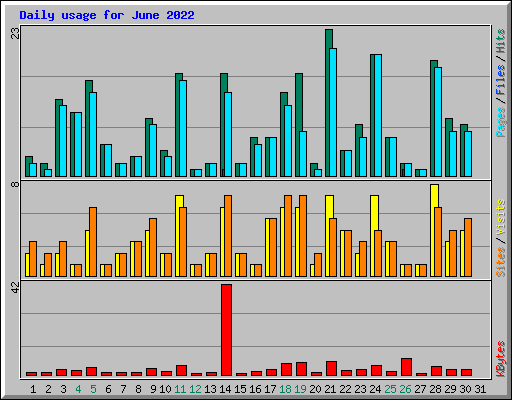 Daily usage for June 2022
23
Pages / Files / Hits
8
Sites / Visits
42
KBytes
1 2 3 4 5 6 7 8 9 10 11 12 13 14 15 16 17 18 19 20 21 22 23 24 25 26 27 28 29 30 31